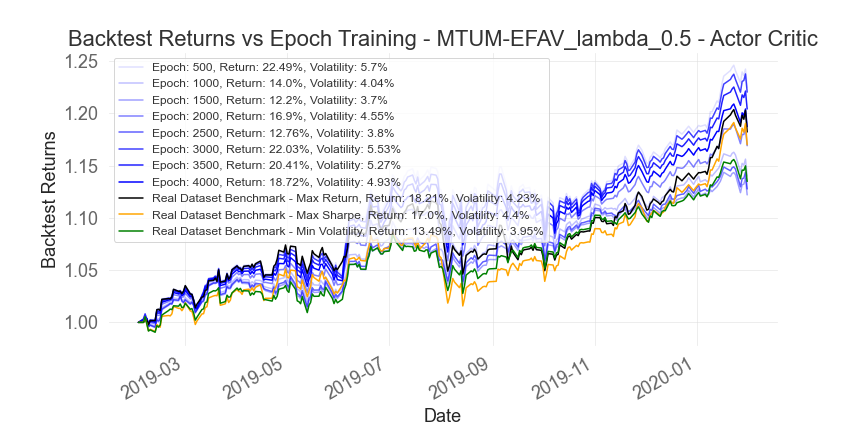 Backtest Returns vs Epoch Training - MTUM-EFAV_lambda_0.5 - Actor Critic
Epoch: 500, Return: 22.49%, Volatility: 5.7%
Epoch: 1000, Return: 14.0%, Volatility: 4.04%
Epoch: 1500, Return: 12.2%, Volatility: 3.7%
Epoch: 2000, Return: 16.9%, Volatility: 4.55%
Epoch: 2500, Return: 12.76%, Volatility: 3.8%
Epoch: 3000, Return: 22.03%, Volatility: 5.53%
Epoch: 3500, Return: 20.41%, Volatility: 5.27%
Epoch: 4000, Return: 18.72%, Volatility: 4.93%
Real Dataset Benchmark - Max Return, Return: 18.21%, Volatility: 4.23%
Real Dataset Benchmark - Max Sharpe, Return: 17.0%, Volatility: 4.4%
Real Dataset Benchmark - Min Volatility, Return: 13.49%, Volatility: 3.95%
Backtest Returns
1.25
1.20
1.15
1.10
1.05
1.00
2019-03
2019-05
2019-07
2019-09
2019-11
2020-01
Date